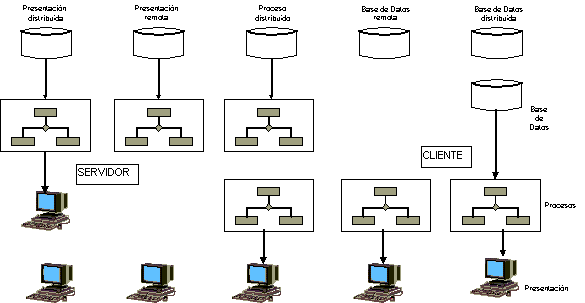 Presentación
distribuida
Presentación
remota
Proceso
distribuido
Base de Datos
remota
Base de Datos
distribuida
Base
de
Datos
CLIENTE
SERVIDOR
Procesos
Presentación